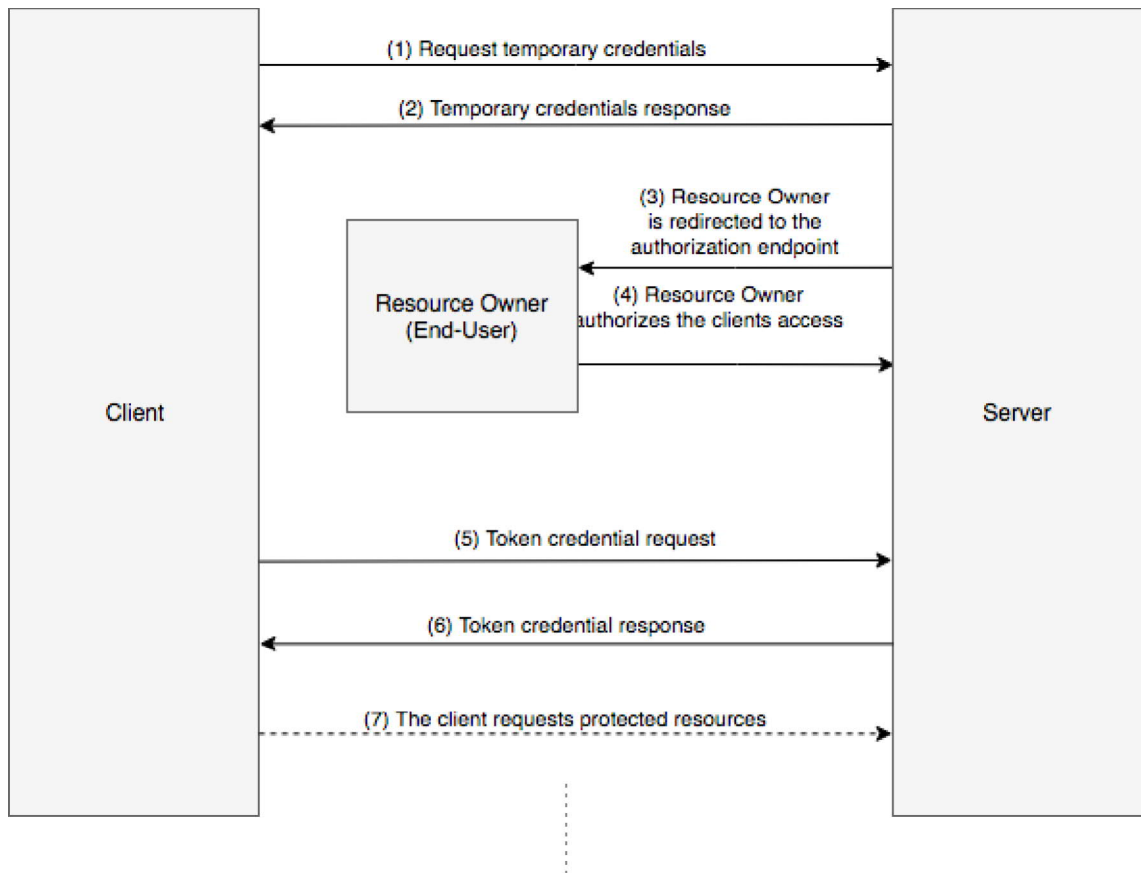 (1) Request temporary credentials
(2) Temporary credentials response
(3) Resource Owner
is redirected to the
authorization endpoint
Resource Owner
(End-User)
(4) Resource Owner
authorizes the clients access
Client
Server
(5) Token credential request
(6) Token credential response
(7) The client requests protected resources